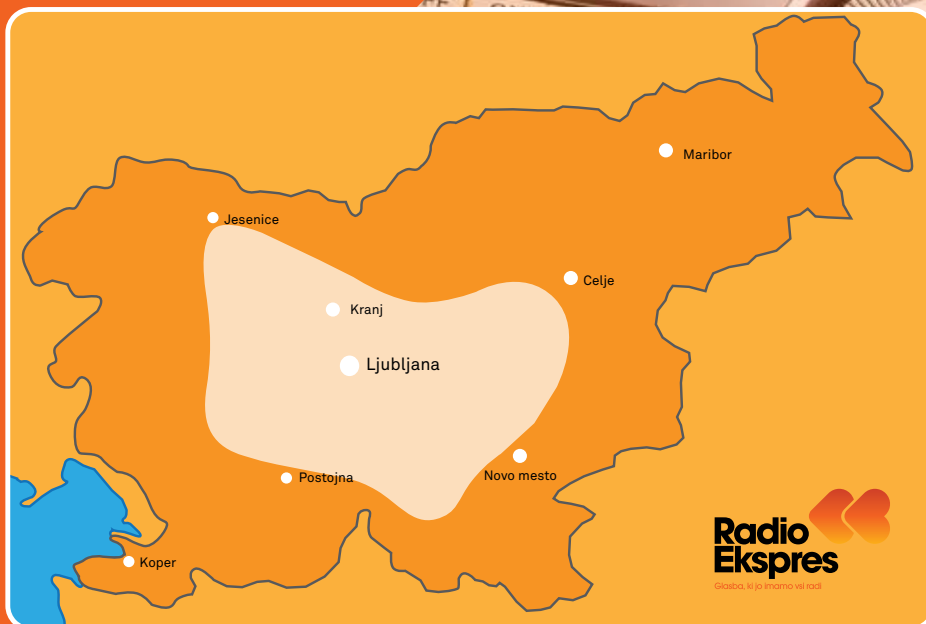 Maribor
Jesenice
Celje
Kranj
Ljubljana
Postojna
Novo mesto
Koper
Radio
Ekspres
Glasba, ki jo imamo vsi radi